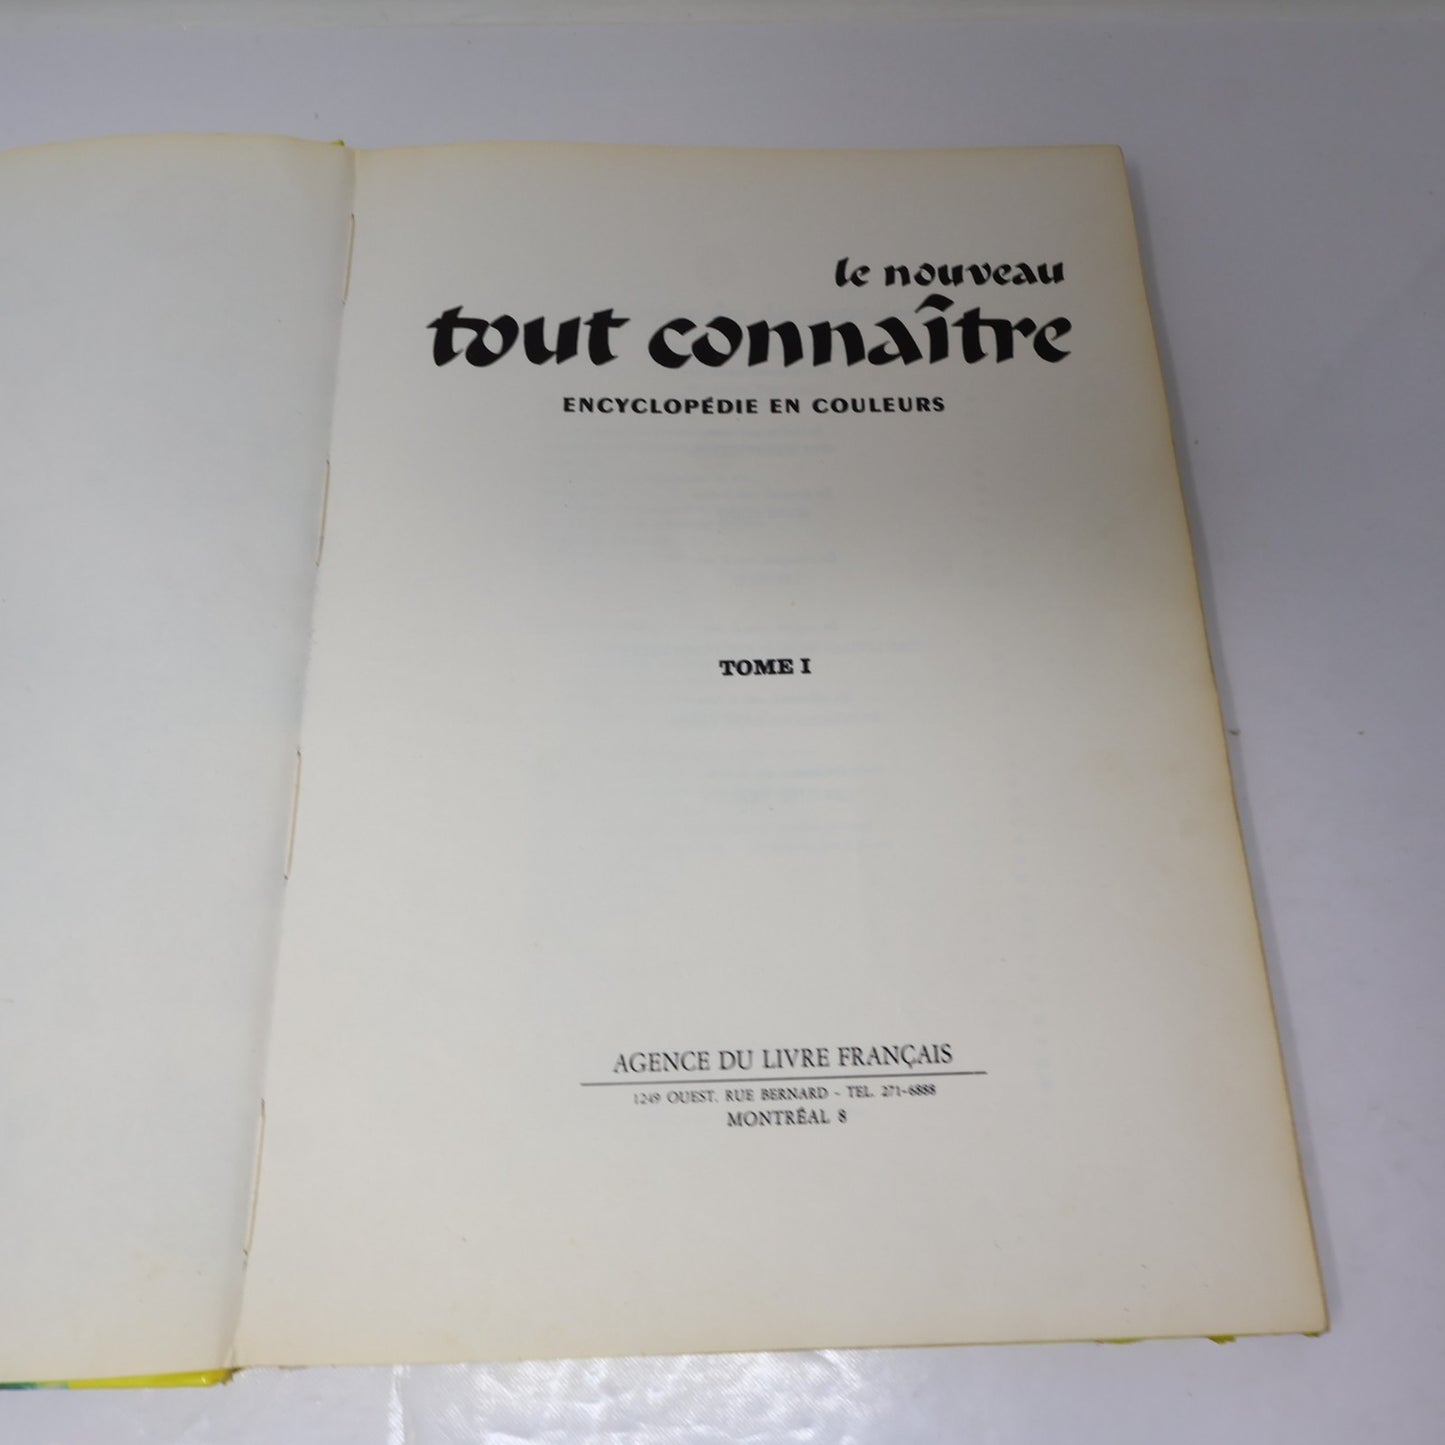 le nouveau
tout connaître
ENCYCLOPÉDIE EN COULEURS
TOME I
AGENCE DU LIVRE FRANÇAIS
1249 OUEST, RUE BERNARD - TEL. 271-6888
MONTRÉAL 8